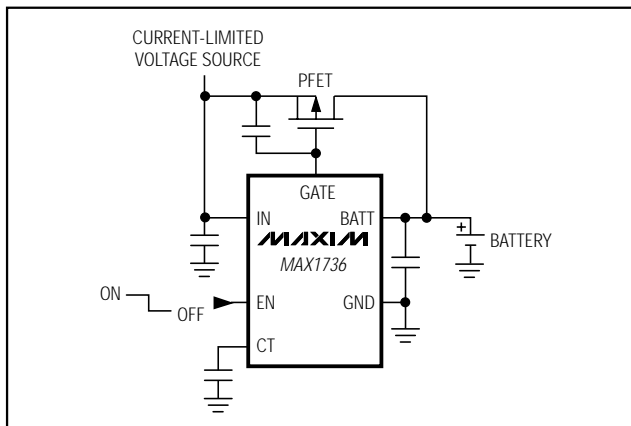 CURRENT-LIMITED
VOLTAGE SOURCE
PFET
GATE
IN
BATT
MAXIM
MAX1736
+
BATTERY
ON
OFF
EN
GND
CT